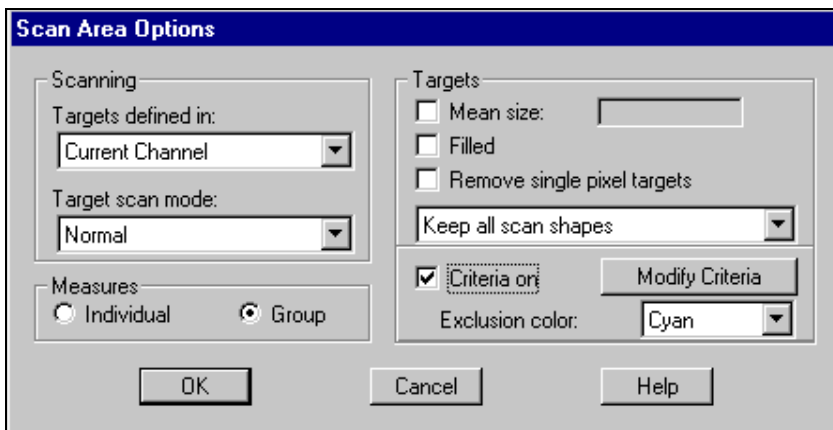 Scan Area Options
Scanning
Targets defined in:
Current Channel
Target scan mode:
Normal
Measures
Individual
Group
Targets
Mean size:
Filled
Remove single pixel targets
Keep all scan shapes
Criteria on
Modify Criteria
Exclusion color:
Cyan
OK
Cancel
Help